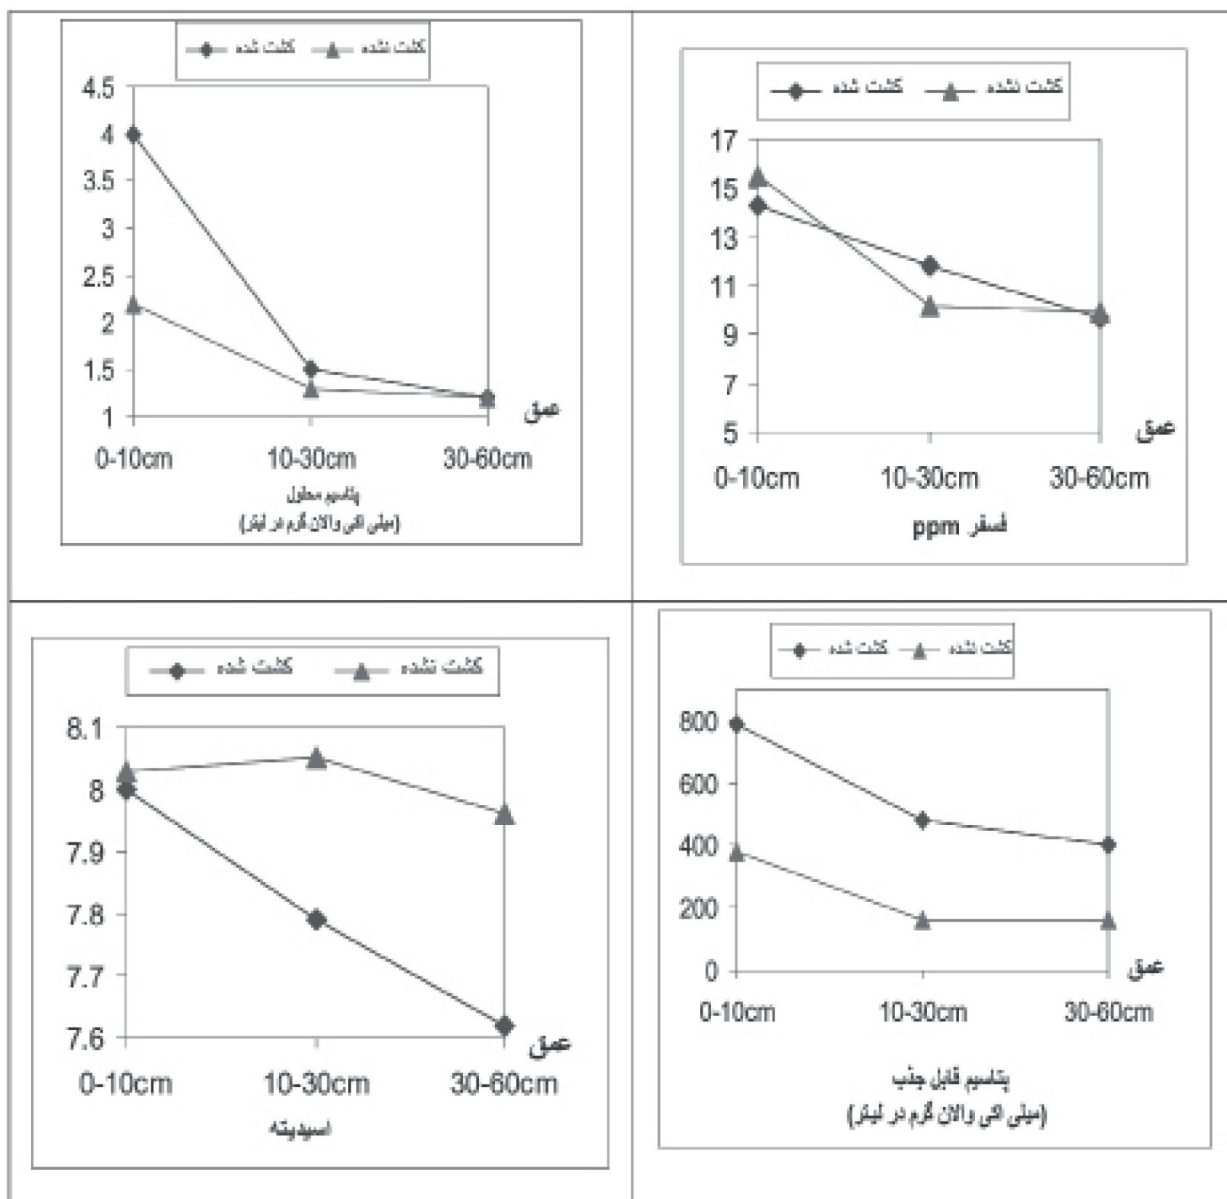 کشت شده کشت نشده
4.5
4
3.5
3
2.5
2
1.5
1
عمق
0-10cm 10-30cm 30-60cm
پتاسیم محلول
(میلی اکی والان گرم در لیتر)
کشت شده کشت نشده
17
15
13
11
9
7
5
عمق
0-10cm 10-30cm 30-60cm
فسفر ppm
کشت شده کشت نشده
8.1
8
7.9
7.8
7.7
7.6
عمق
0-10cm 10-30cm 30-60cm
اسیدیته
کشت شده کشت نشده
800
600
400
200
0
عمق
0-10cm 10-30cm 30-60cm
پتاسیم قابل جذب
(میلی اکی والان گرم در لیتر)